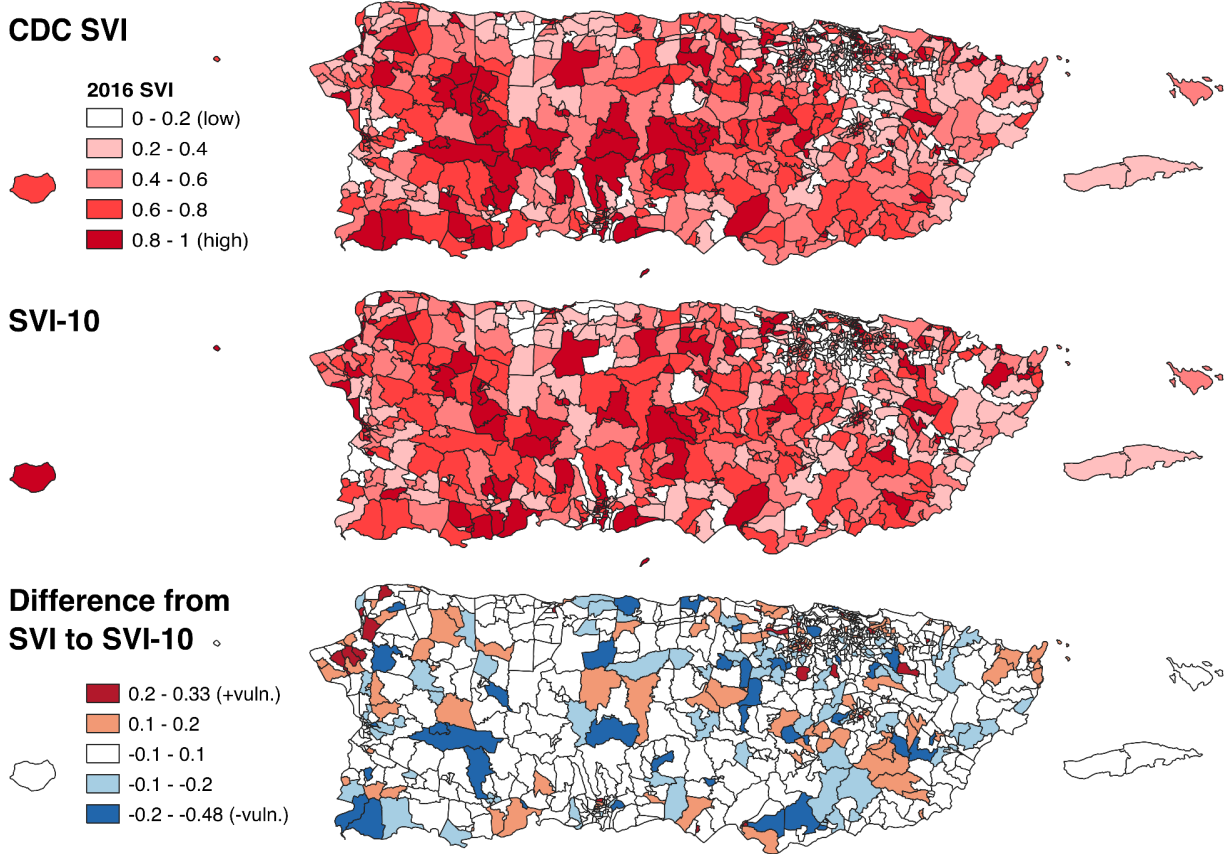 CDC SVI
2016 SVI
0 - 0.2 (low)
0.2 - 0.4
0.4 - 0.6
0.6 - 0.8
0.8 - 1 (high)
SVI-10
Difference from
SVI to SVI-10
0.2 - 0.33 (+vuln.)
0.1 - 0.2
-0.1 - 0.1
-0.1 - -0.2
-0.2 - -0.48 (-vuln.)